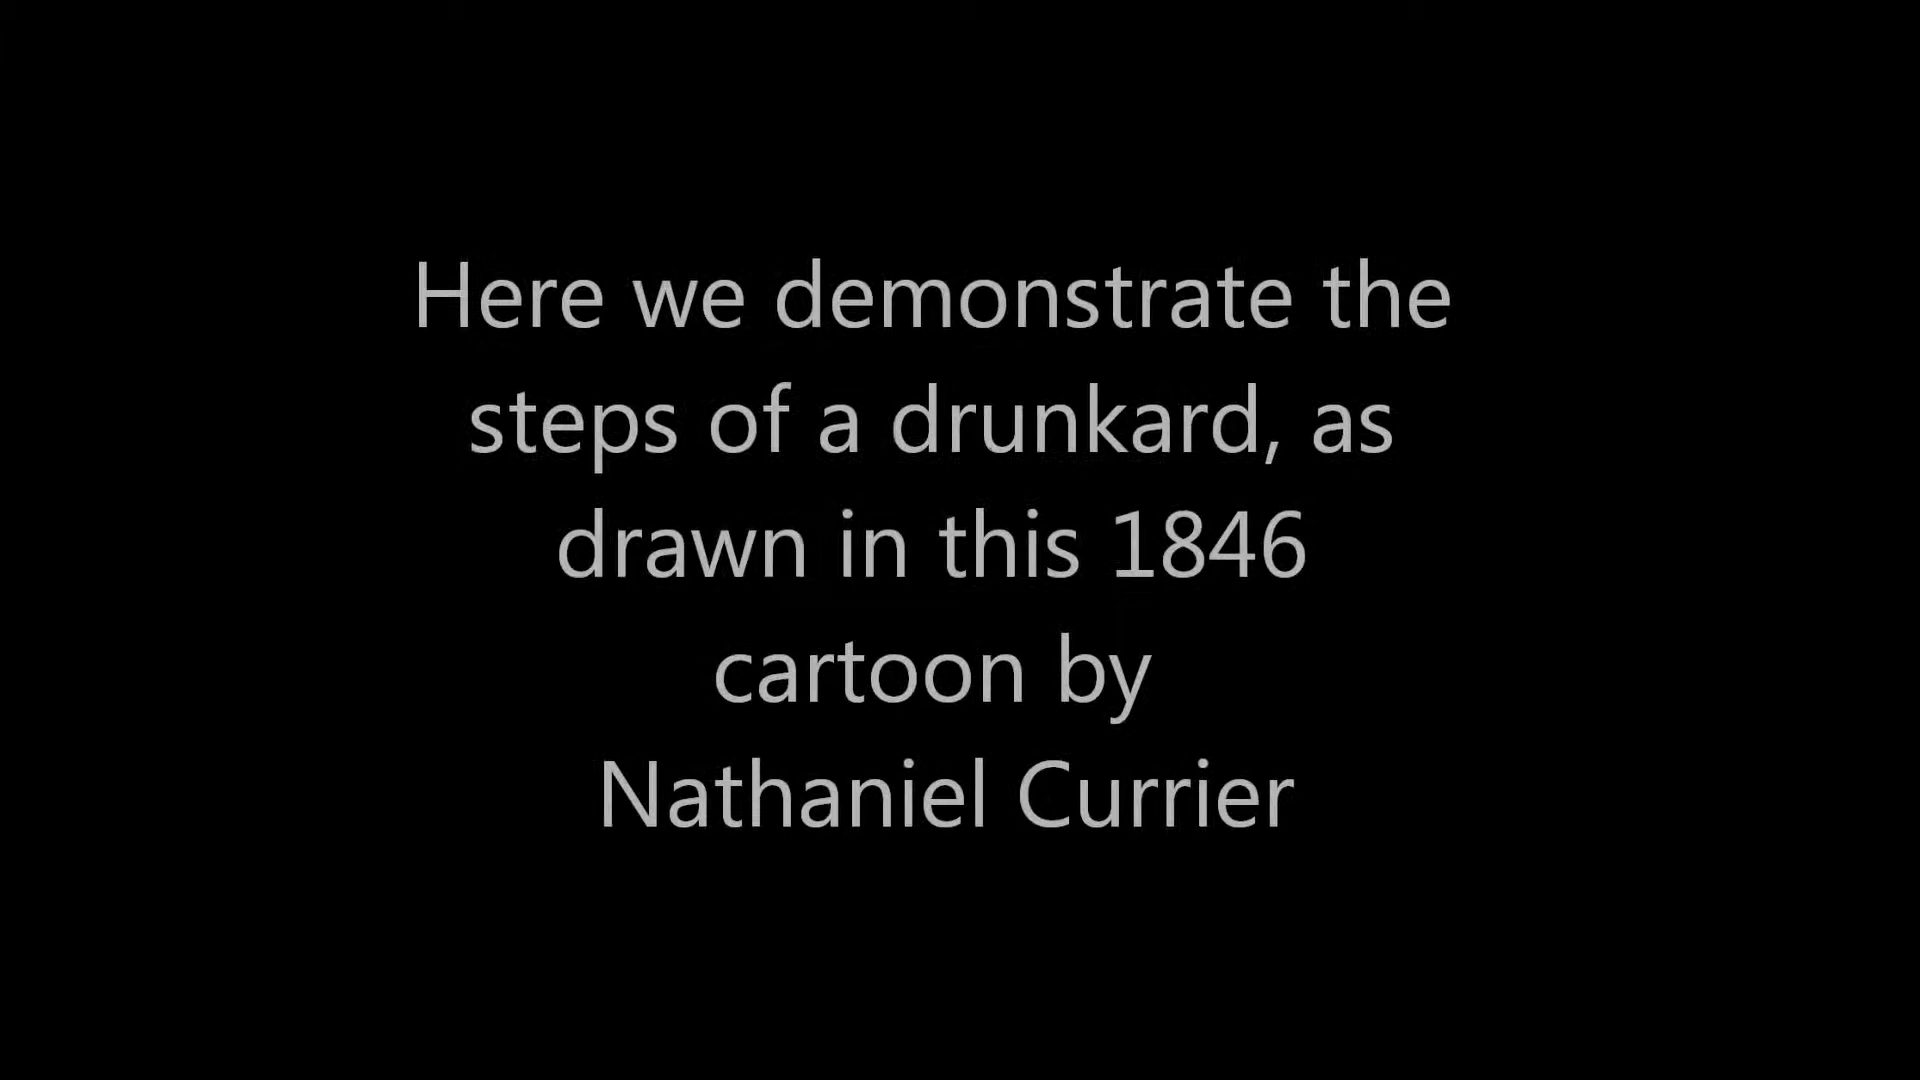 Here we demonstrate the
steps of a drunkard, as
drawn in this 1846
cartoon by
Nathaniel Currier